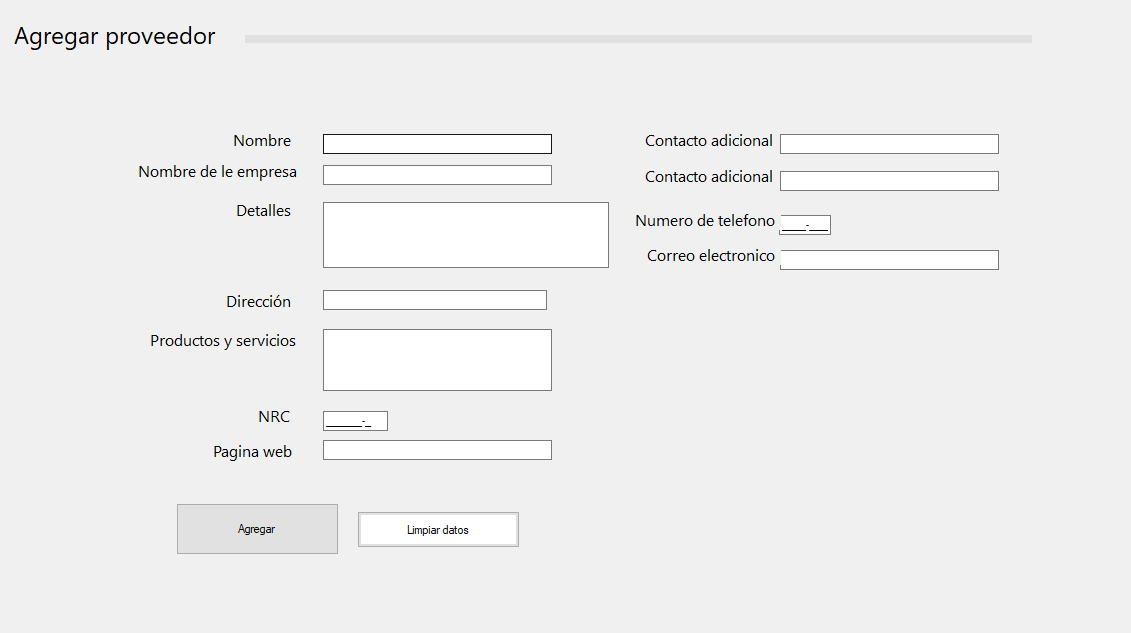 Agregar proveedor
Nombre
Nombre de le empresa
Detalles
Dirección
Productos y servicios
NRC
______-_
Pagina web
Contacto adicional
Contacto adicional
Numero de telefono
____-___
Correo electronico
Agregar
Limpiar datos